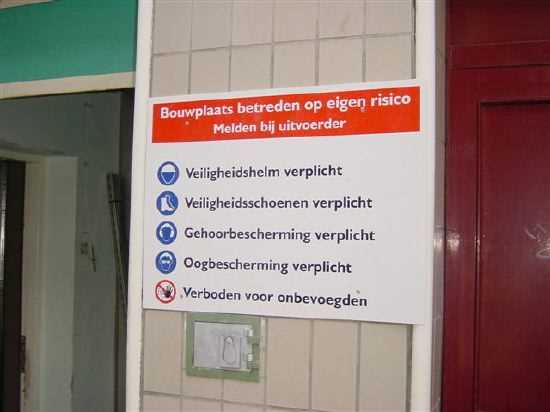 Bouwplaats betreden op eigen risico
Melden bij uitvoerder
Veiligheidshelm verplicht
Veiligheidsschoenen verplicht
Gehoorbescherming verplicht
Oogbescherming verplicht
Verboden voor onbevoegden